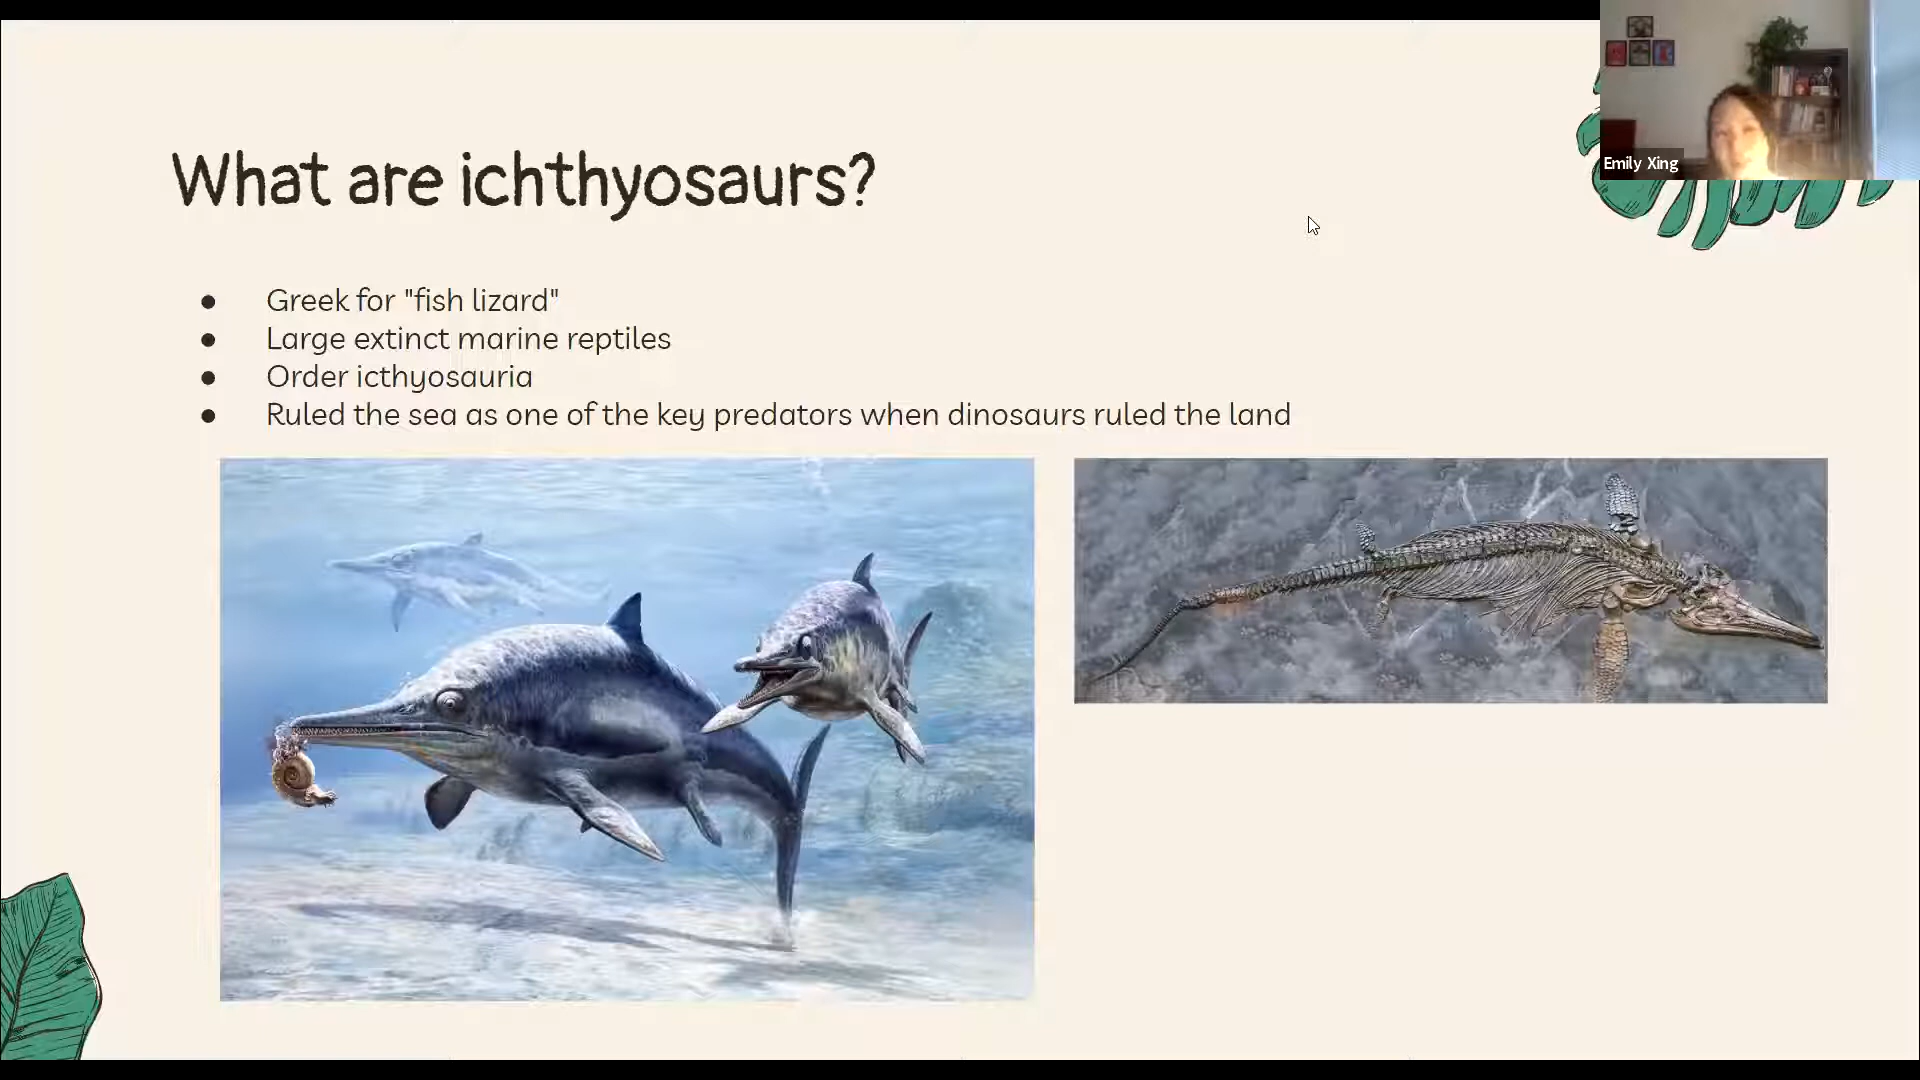 Emily Xing
What are ichthyosaurs?
● Greek for "fish lizard"
● Large extinct marine reptiles
● Order icthyosauria
● Ruled the sea as one of the key predators when dinosaurs ruled the land